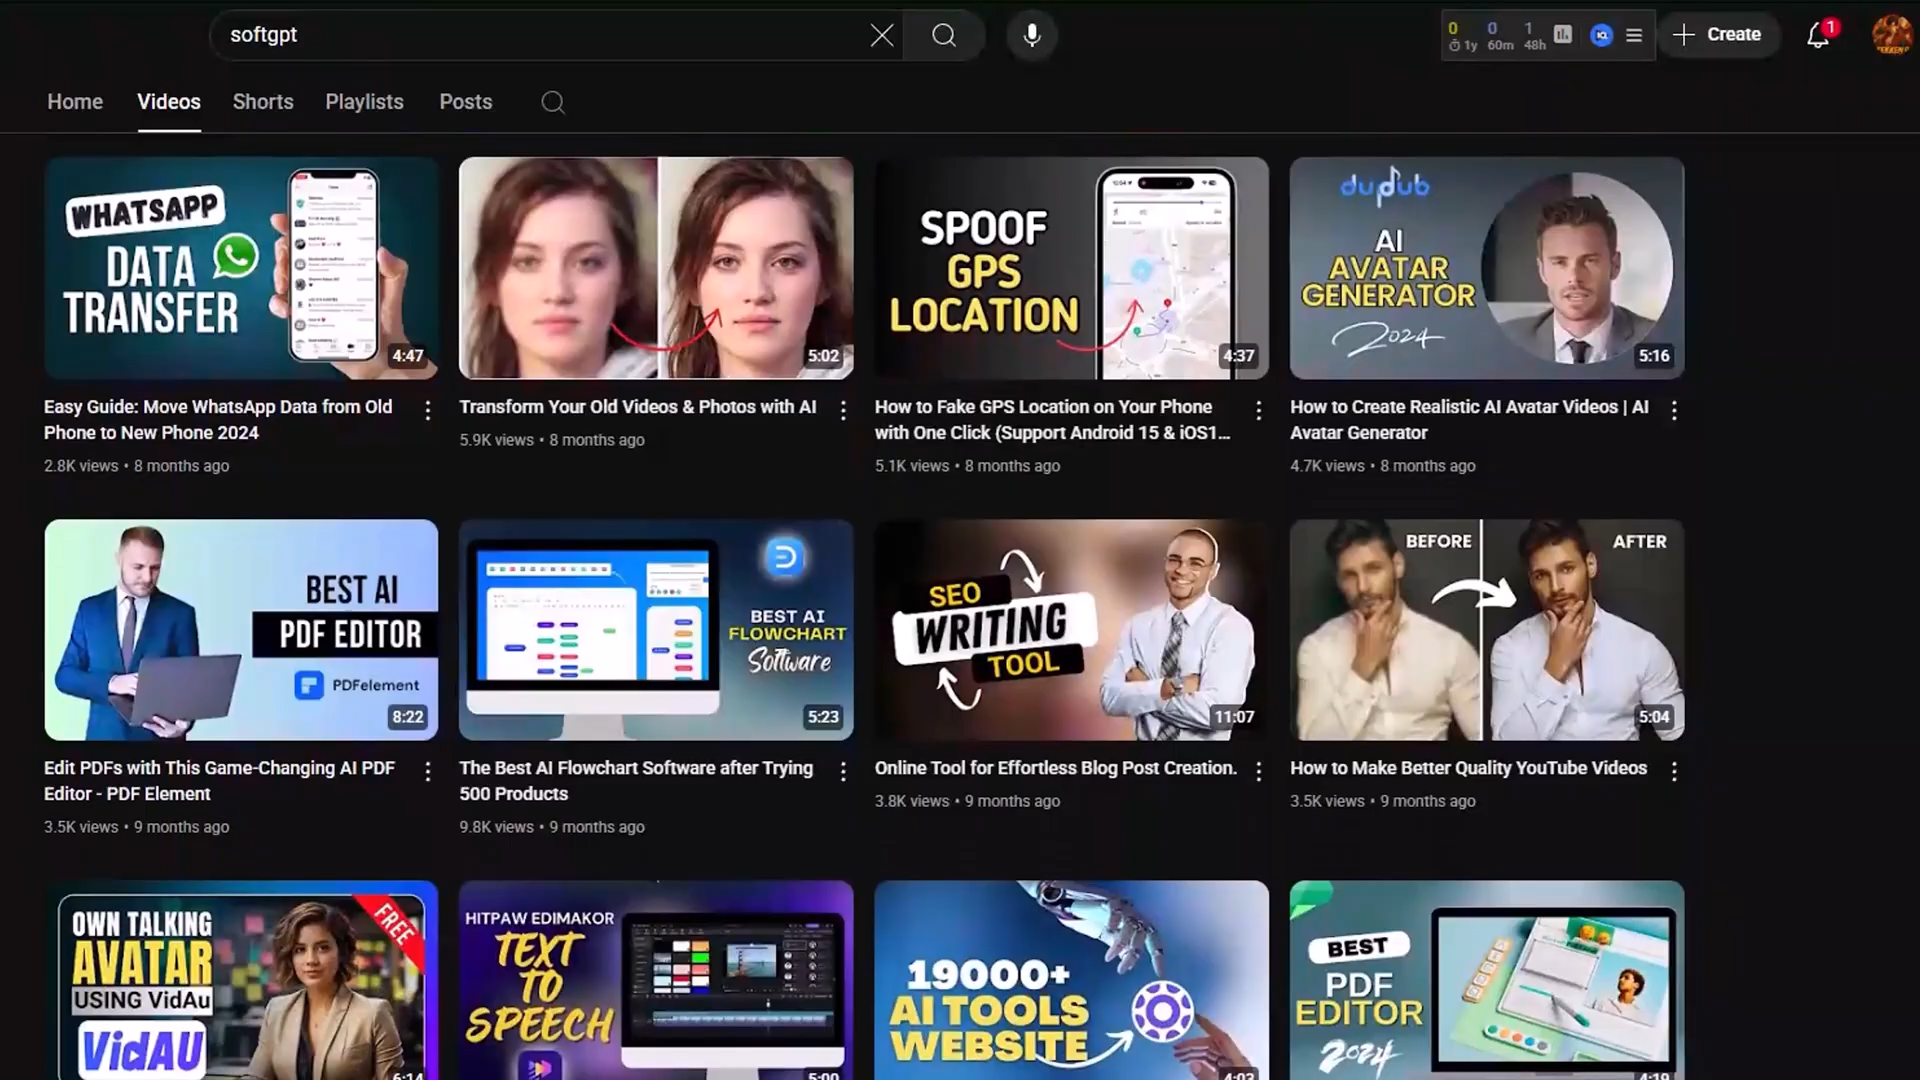 softgpt
0 0 1
1y 60m 48h
Create
1
Home Videos Shorts Playlists Posts
WHATSAPP
DATA
TRANSFER
4:47
5:02
SPOOF
GPS
LOCATION
4:37
dupdub
AI
AVATAR
GENERATOR
2024
5:16
Easy Guide: Move WhatsApp Data from Old
Phone to New Phone 2024
2.8K views • 8 months ago
Transform Your Old Videos & Photos with AI
5.9K views • 8 months ago
How to Fake GPS Location on Your Phone
with One Click (Support Android 15 & iOS1...
5.1K views • 8 months ago
How to Create Realistic AI Avatar Videos | AI
Avatar Generator
4.7K views • 8 months ago
BEST AI
PDF EDITOR
PDFelement
8:22
BEST AI
FLOWCHART
Software
5:23
SEO
WRITING
TOOL
11:07
BEFORE AFTER
5:04
Edit PDFs with This Game-Changing AI PDF
Editor - PDF Element
3.5K views • 9 months ago
The Best AI Flowchart Software after Trying
500 Products
9.8K views • 9 months ago
Online Tool for Effortless Blog Post Creation.
3.8K views • 9 months ago
How to Make Better Quality YouTube Videos
3.5K views • 9 months ago
OWN TALKING
AVATAR
USING VidAu
VidAU
FREE
6:14
HITPAW EDIMAKOR
TEXT
TO
SPEECH
5:00
19000+
AI TOOLS
WEBSITE
4:03
BEST
PDF
EDITOR
2024
4:19